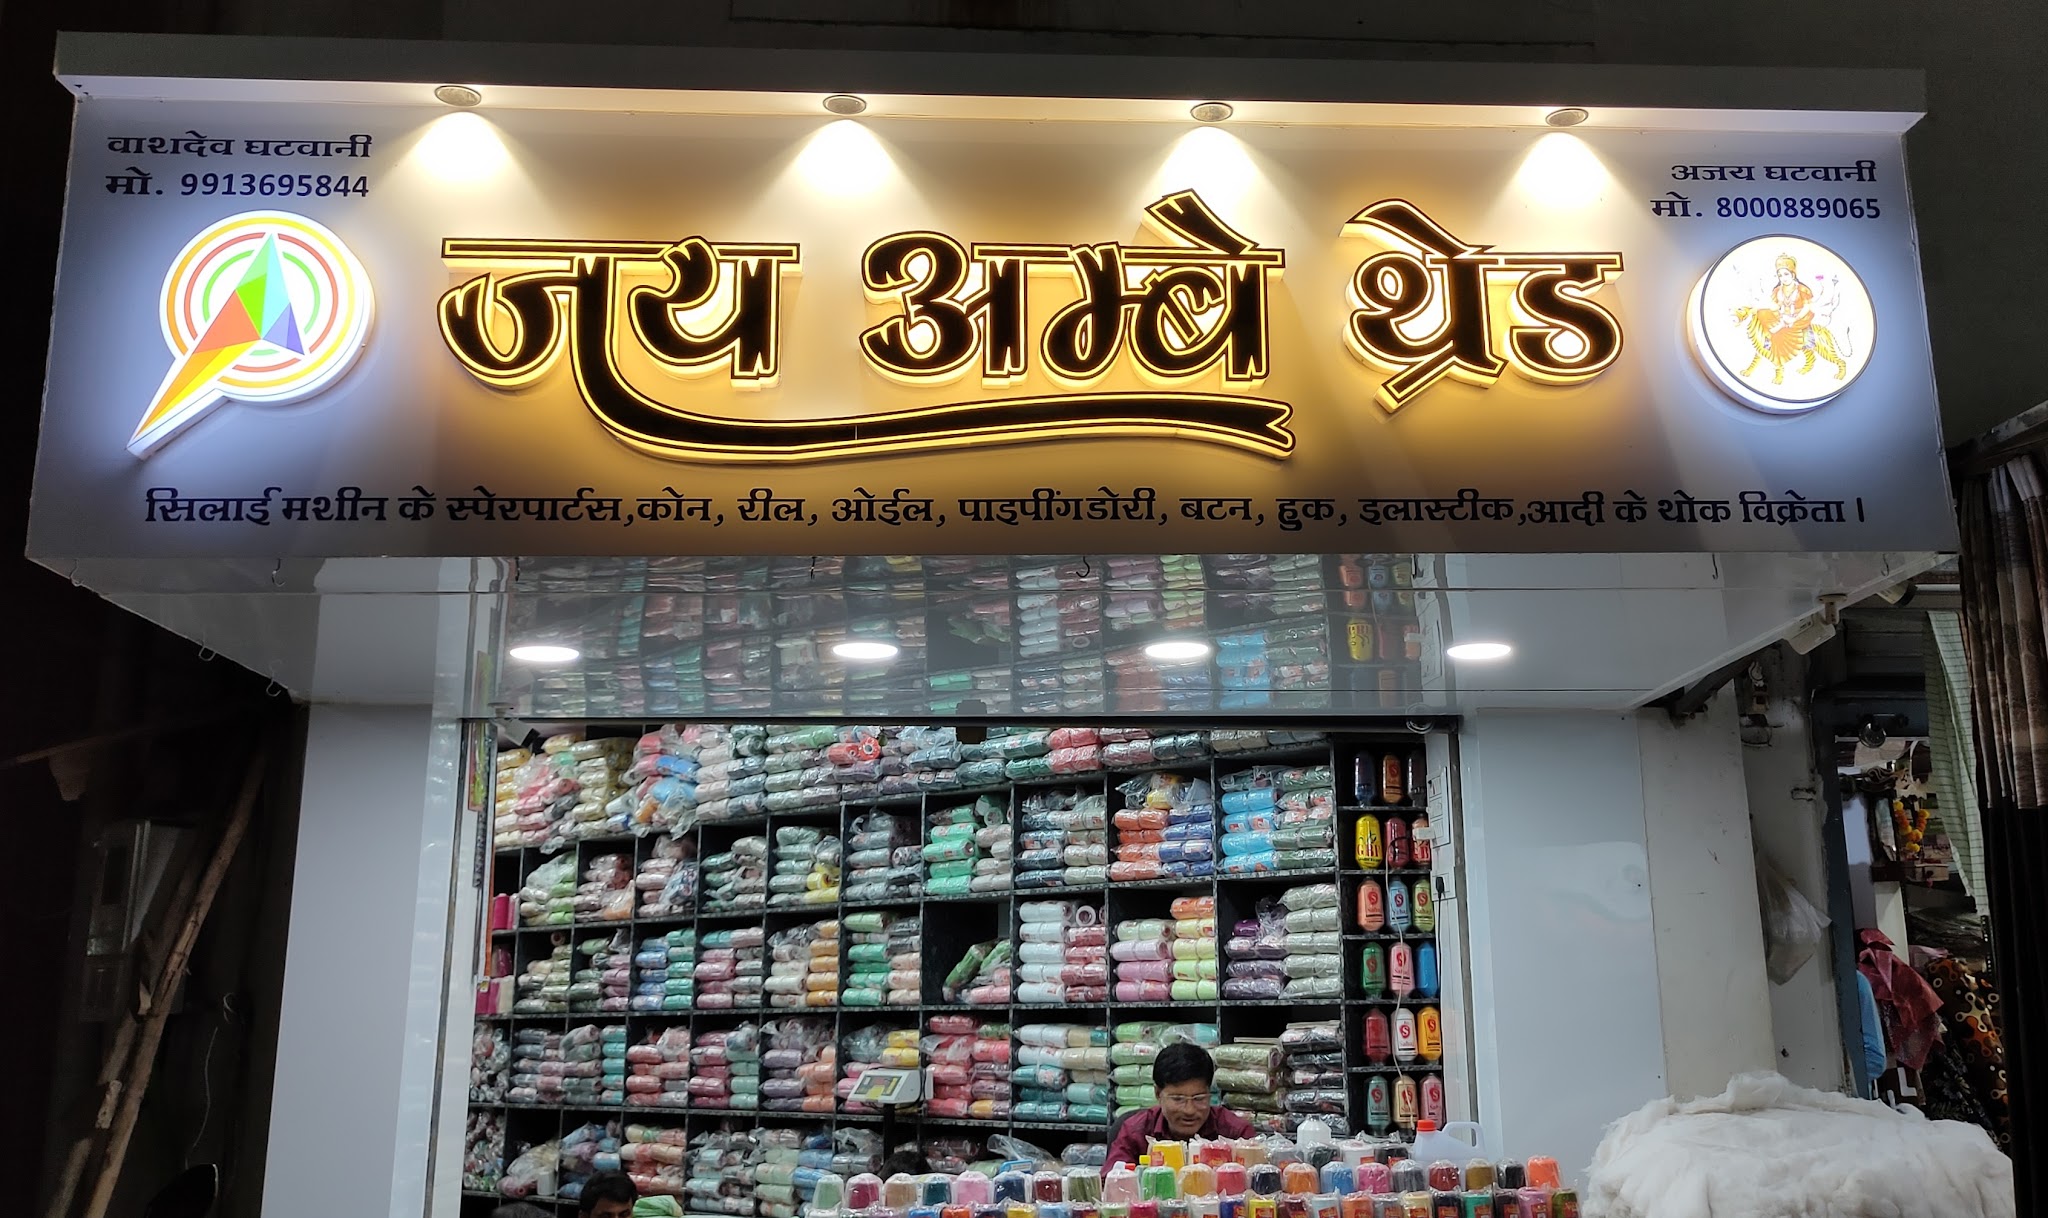 वाशदेव घटवानी
मो. 9913695844
अजय घटवानी
मो. 8000889065
जय अम्बे थ्रेड
सिलाई मशीन के स्पेरपार्टस,कोन, रील, ओईल, पाइपींगडोरी, बटन, हुक, इलास्टीक,आदी के थोक विक्रेता।